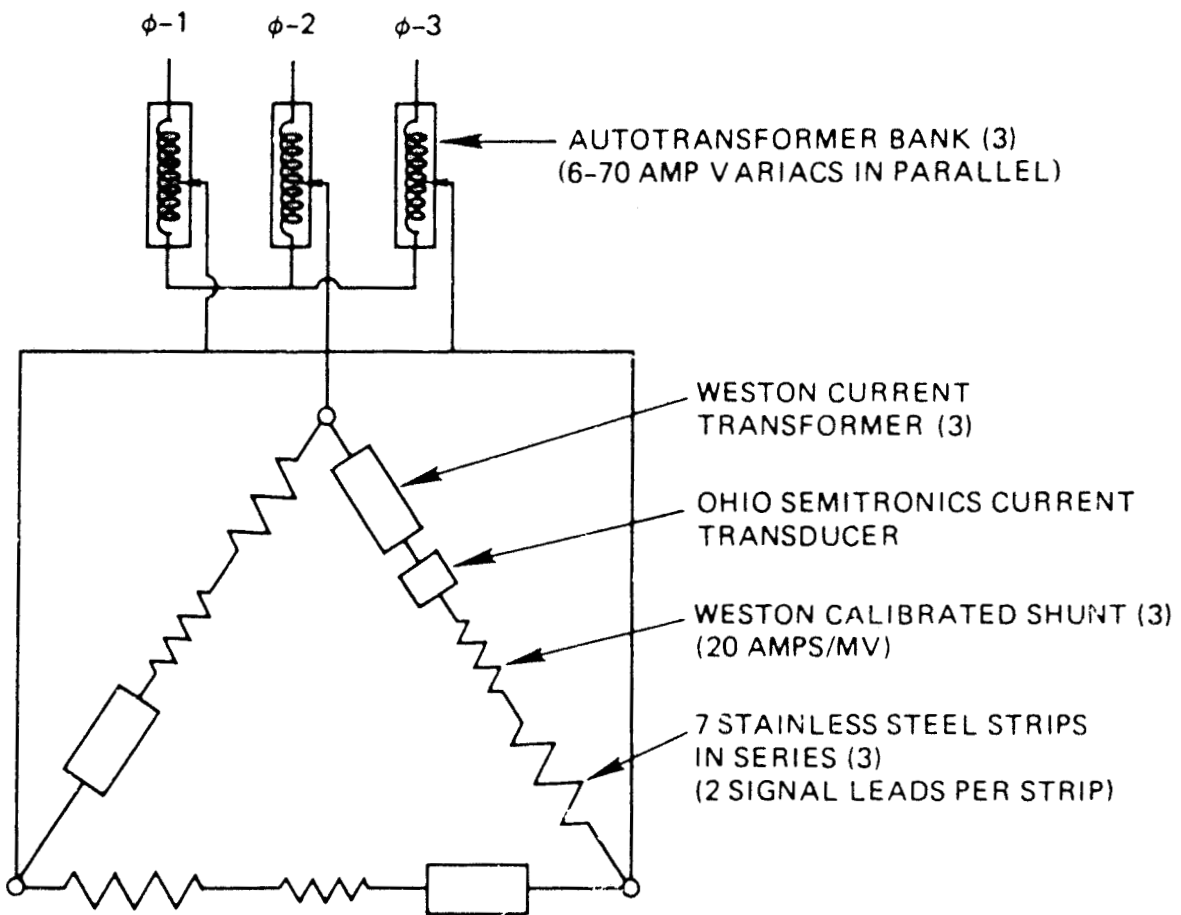 φ-1 φ-2 φ-3
AUTOTRANSFORMER BANK (3)
(6-70 AMP VARIACS IN PARALLEL)
WESTON CURRENT
TRANSFORMER (3)
OHIO SEMITRONICS CURRENT
TRANSDUCER
WESTON CALIBRATED SHUNT (3)
(20 AMPS/MV)
7 STAINLESS STEEL STRIPS
IN SERIES (3)
(2 SIGNAL LEADS PER STRIP)